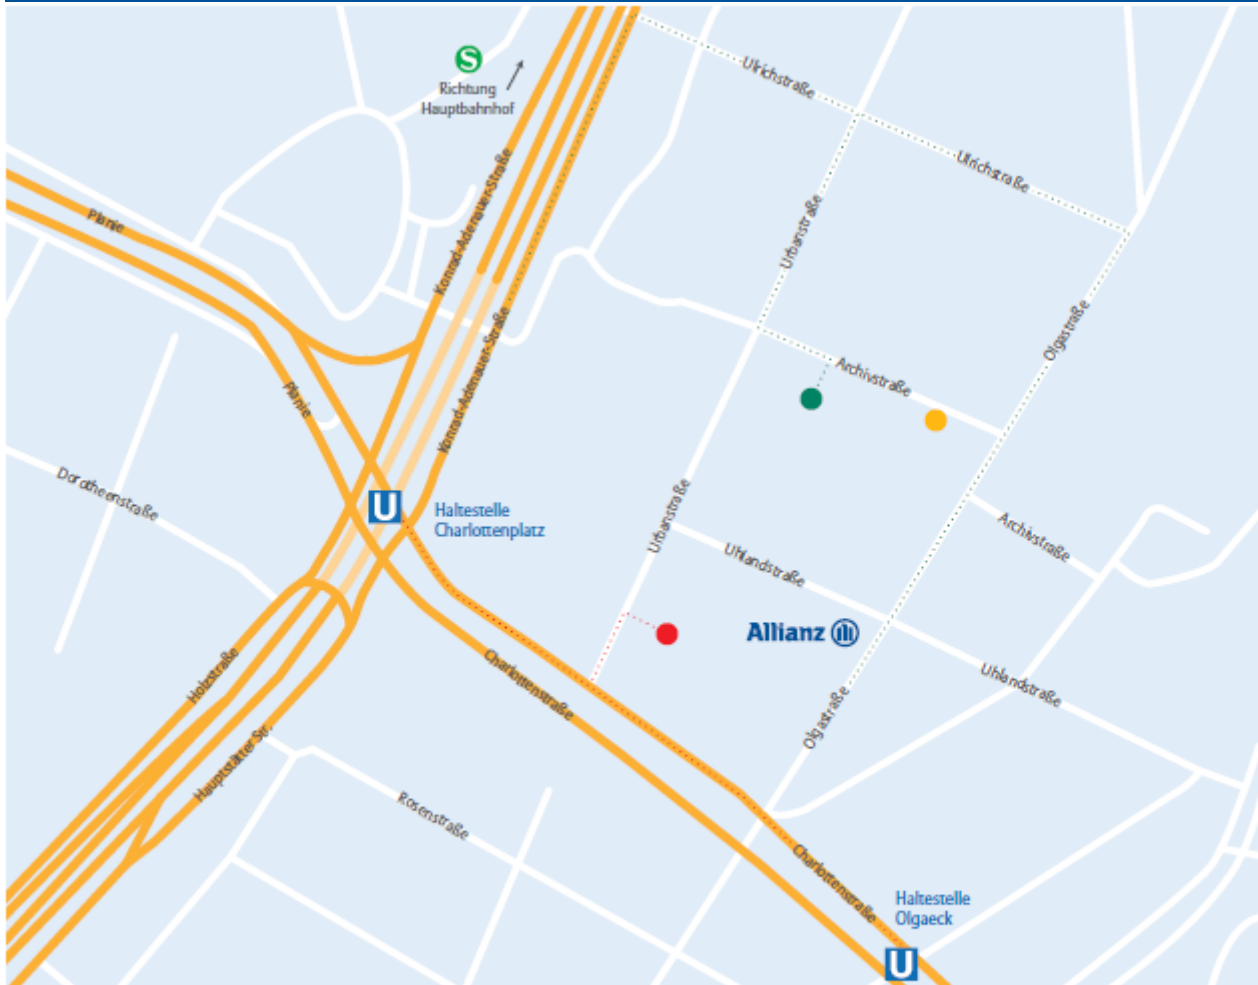 S
Richtung
Hauptbahnhof
Ulrichstraße
Ulrichstraße
Konrad-Adenauer-Straße
Urbanstraße
Planie
Olgastraße
Konrad-Adenauer-Straße
Archivstraße
Planie
Dorotheenstraße
U
Haltestelle
Charlottenplatz
Urbanstraße
Archivstraße
Uhlandstraße
Allianz
Holzstraße
Charlottenstraße
Uhlandstraße
Olgastraße
Hauptstätter Str.
Rosenstraße
Charlottenstraße
Haltestelle
Olgaeck
U